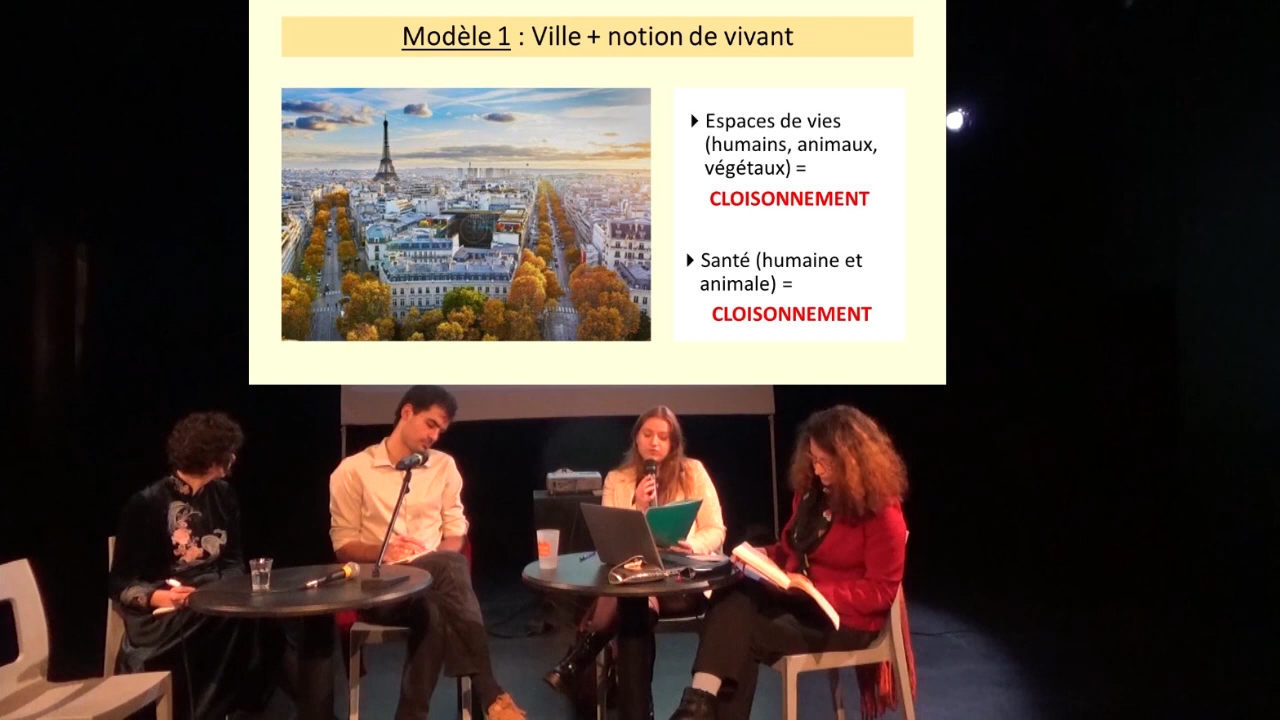 Modèle 1 : Ville + notion de vivant
Espaces de vies
(humains, animaux,
végétaux) =
CLOISONNEMENT
Santé (humaine et
animale) =
CLOISONNEMENT